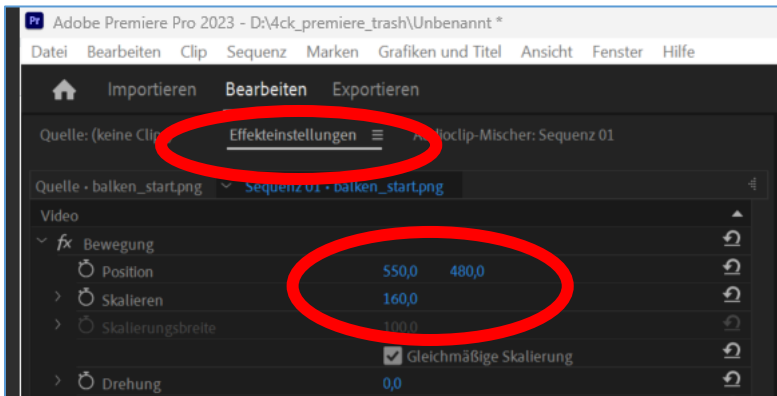 Pr Adobe Premiere Pro 2023 - D:\4ck_premiere_trash\Unbenannt *
Datei Bearbeiten Clip Sequenz Marken Grafiken und Titel Ansicht Fenster Hilfe
Importieren Bearbeiten Exportieren
Quelle: (keine Effekteinstellungen Mischer: Sequenz 01
Quelle • balken_start.png Sequenz 01 • balken_start.png
Video
fx Bewegung
Position 550,0 480,0
Skalieren 160,0
Skalierungsbreite 100,0
Gleichmäßige Skalierung
Drehung 0,0